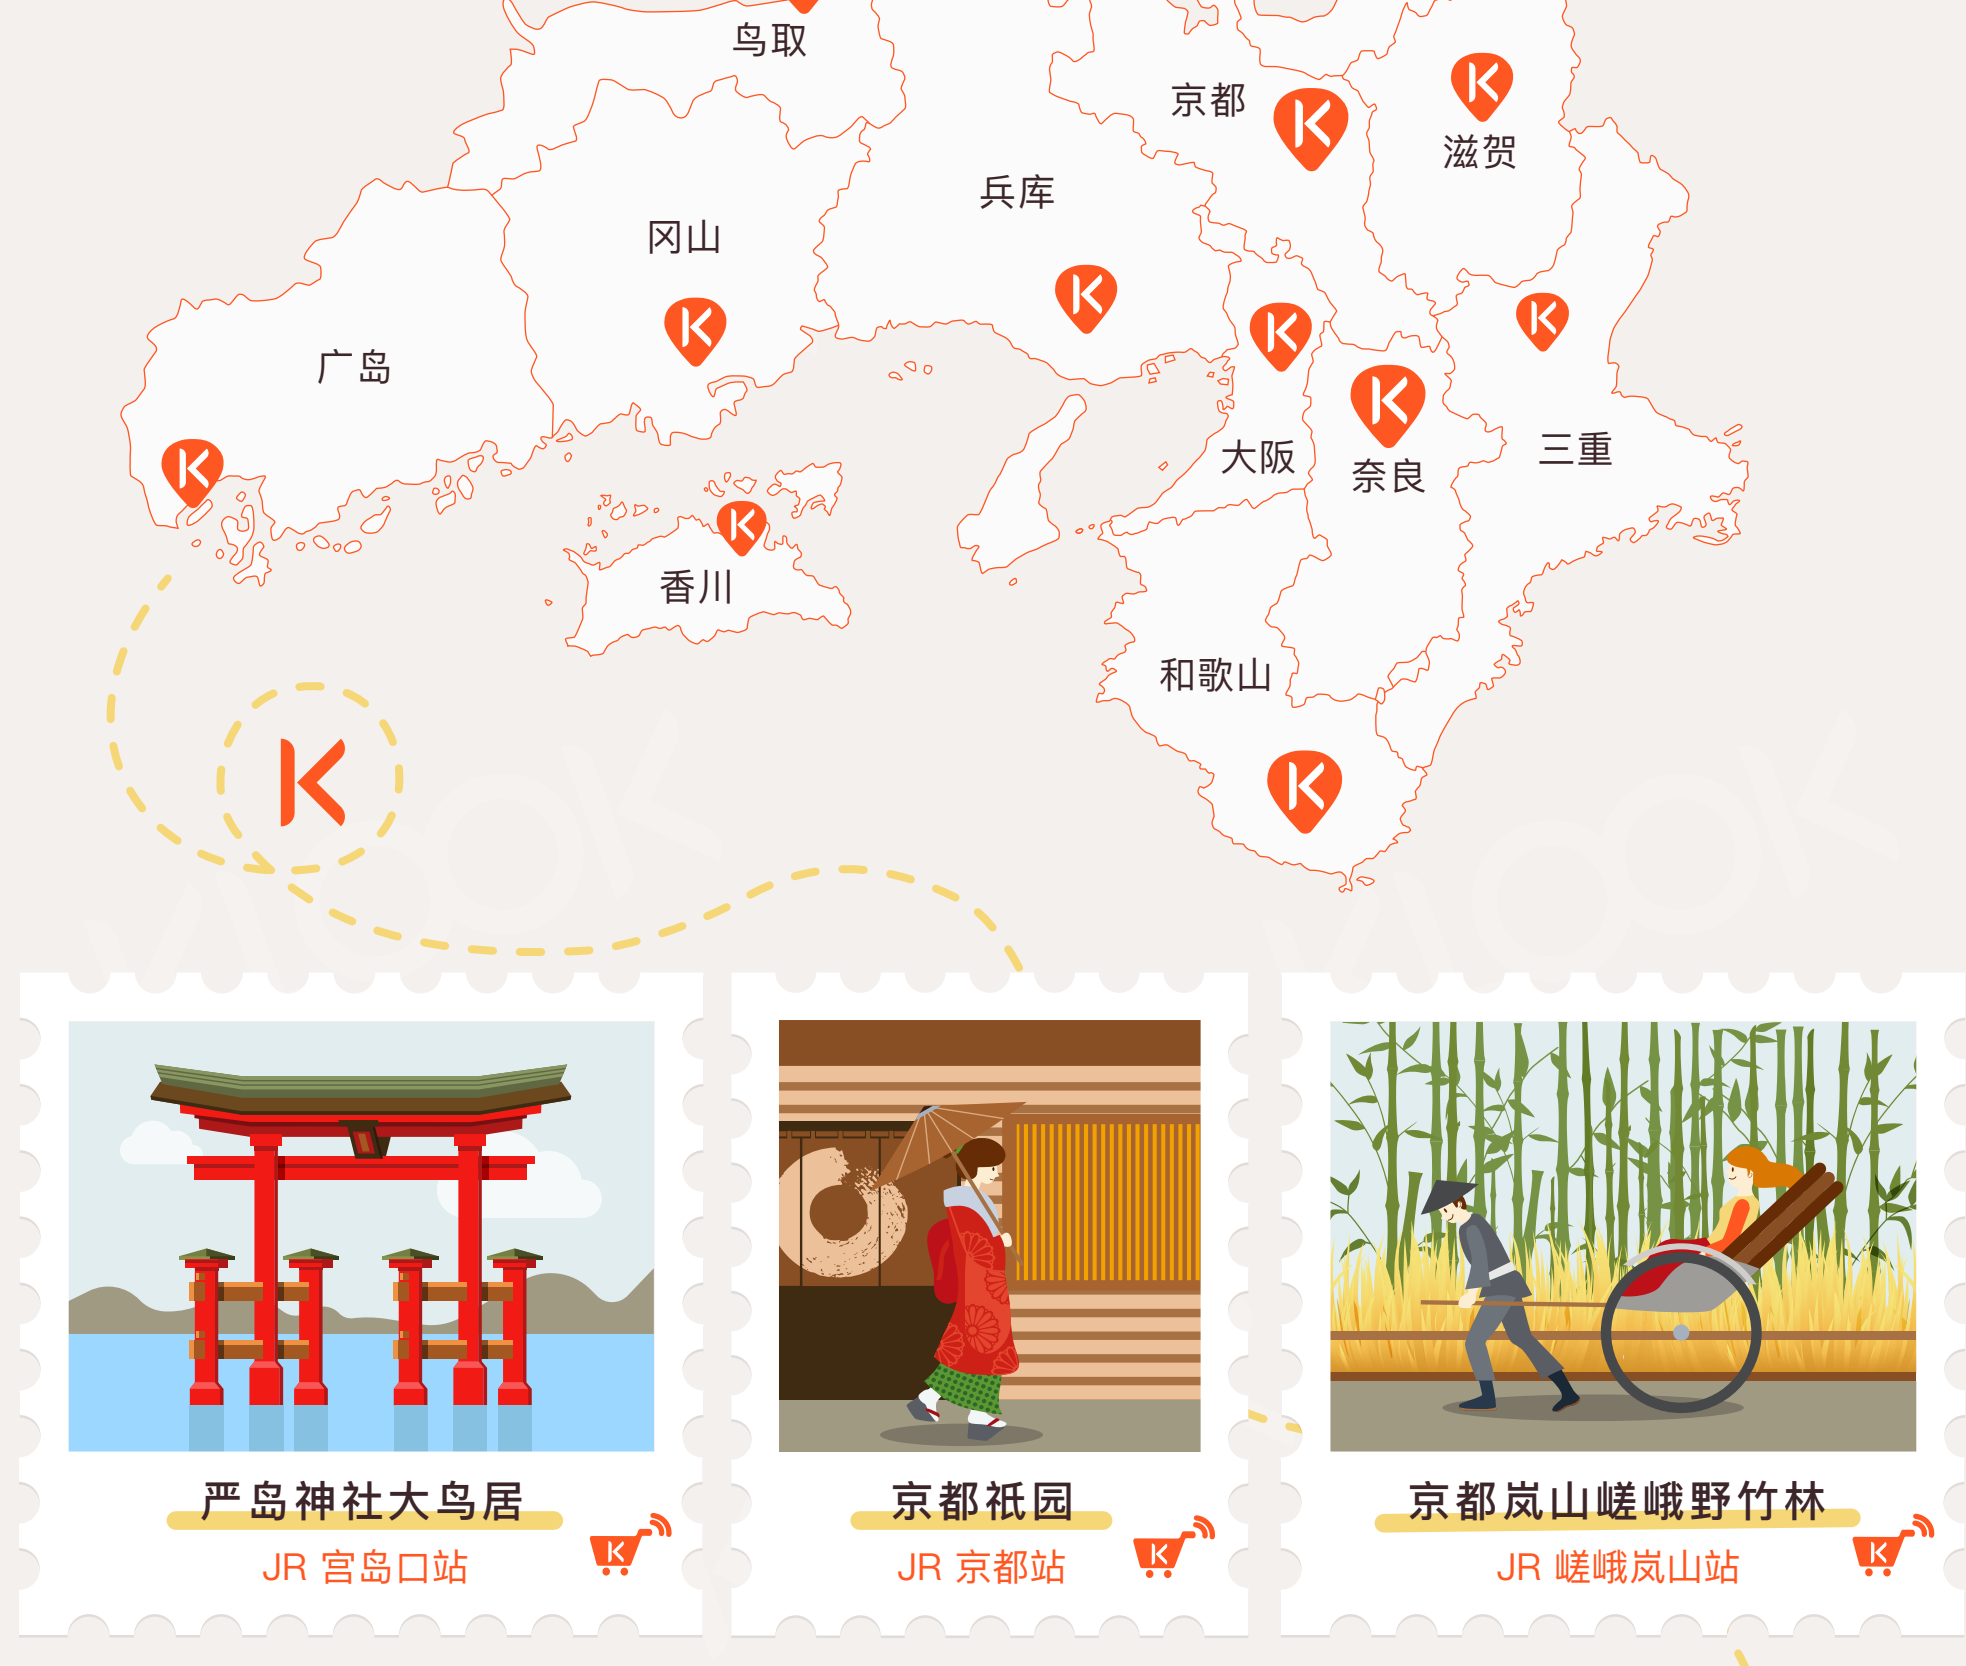 鸟取
京都
滋贺
兵库
冈山
广岛
大阪
奈良
三重
香川
和歌山
严岛神社大鸟居
JR 宫岛口站
京都祇园
JR 京都站
京都岚山嵯峨野竹林
JR 嵯峨岚山站